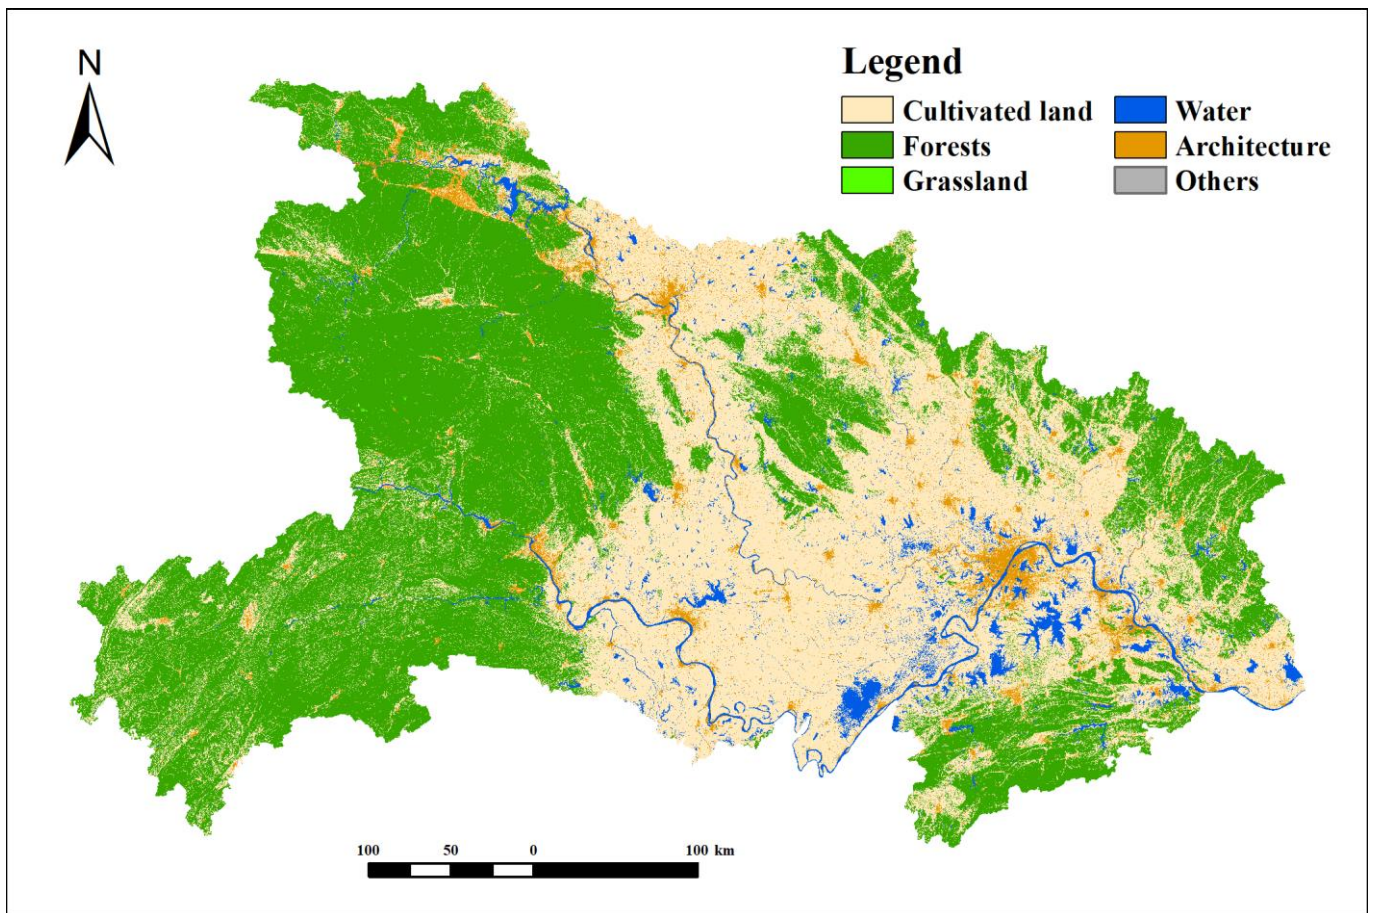 N
Legend
Cultivated land
Water
Forests
Architecture
Grassland
Others
100 50 0 100 km